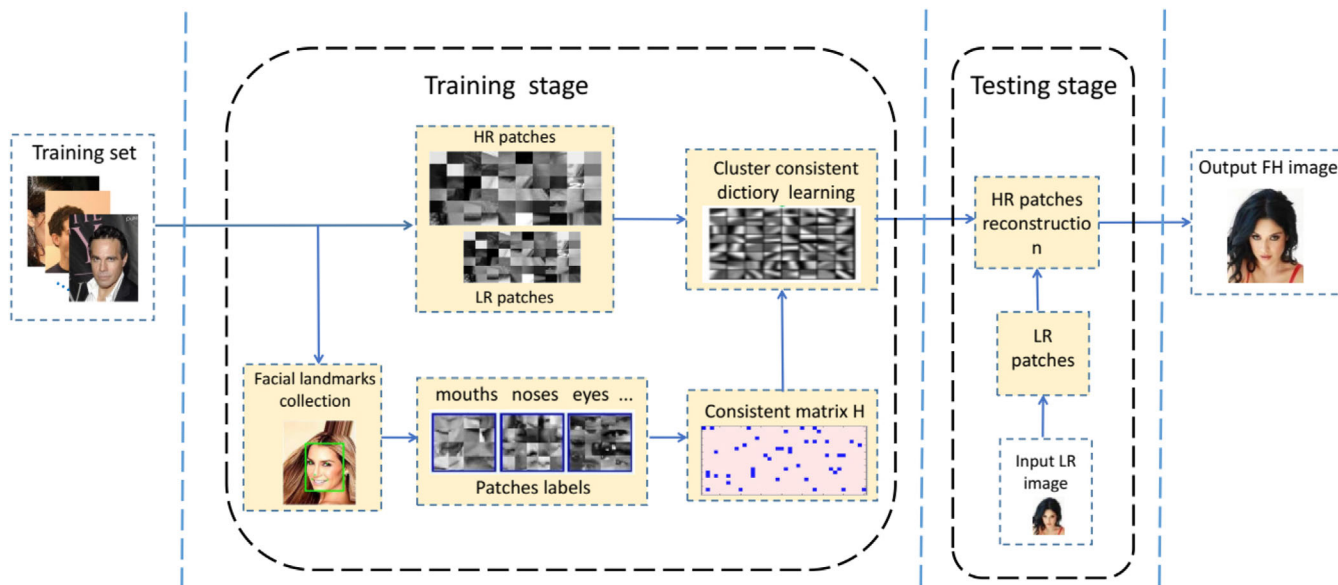 Training set
Training stage
HR patches
LR patches
Cluster consistent
dictiory learning
Facial landmarks
collection
mouths noses eyes ...
Patches labels
Consistent matrix H
Testing stage
HR patches
reconstructio
n
LR
patches
Input LR
image
Output FH image